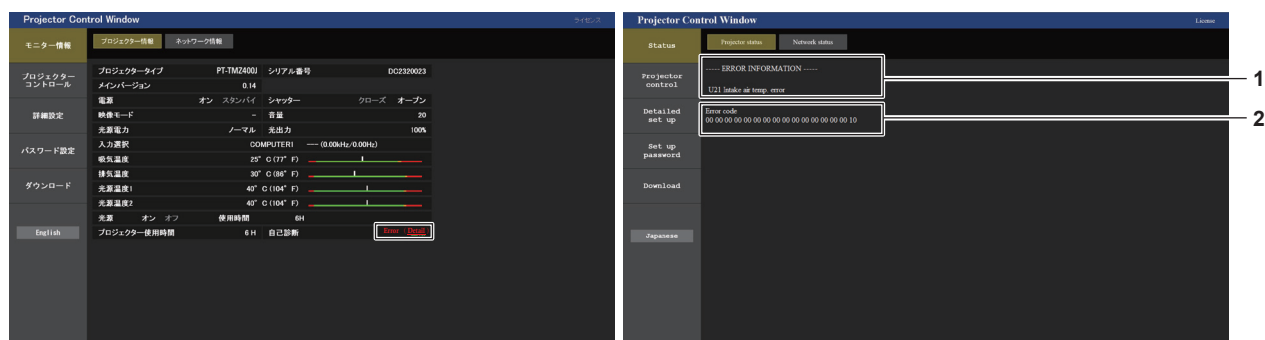 Projector Control Window
ライセンス
モニター情報
プロジェクター情報
ネットワーク情報
プロジェクター
コントロール
詳細設定
パスワード設定
ダウンロード
English
プロジェクタータイプ PT-TMZ400J シリアル番号 DC2320023
メインバージョン 0.14
電源 オン スタンバイ シャッター クローズ オープン
映像モード – 音量 20
光源電力 ノーマル 光出力 100%
入力選択 COMPUTER1 --- (0.00kHz/0.00Hz)
吸気温度 25° C (77° F)
排気温度 30° C (86° F)
光源温度1 40° C (104° F)
光源温度2 40° C (104° F)
光源 オン オフ 使用時間 6H
プロジェクター使用時間 6 H 自己診断 Error (Detail)
Projector Control Window
License
Status
Projector status
Network status
Projector
control
Detailed
set up
Set up
password
Download
Japanese
----- ERROR INFORMATION -----
U21 Intake air temp. error
Error code
00 00 00 00 00 00 00 00 00 00 00 00 00 00 00 10
1
2